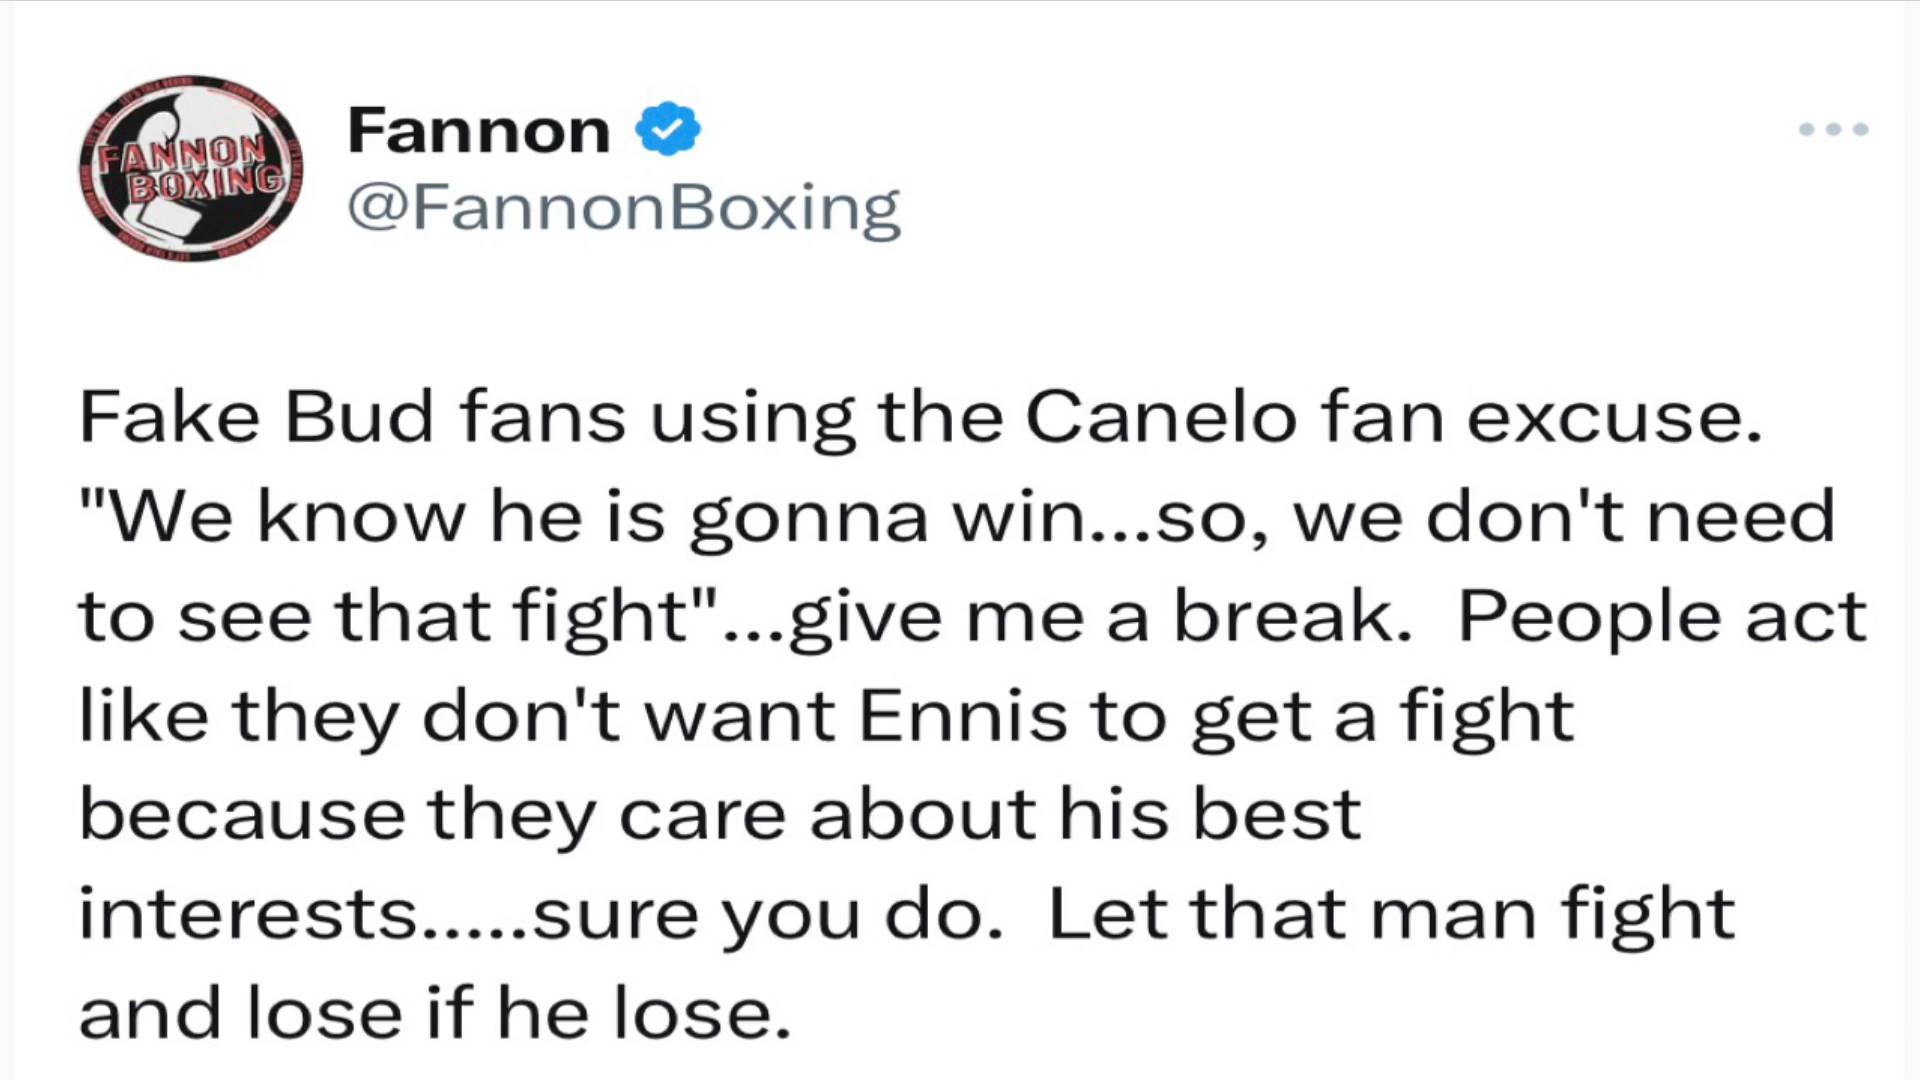 FANNON
BOXING
Fannon
@FannonBoxing
Fake Bud fans using the Canelo fan excuse.
"We know he is gonna win...so, we don't need
to see that fight"...give me a break.  People act
like they don't want Ennis to get a fight
because they care about his best
interests.....sure you do.  Let that man fight
and lose if he lose.